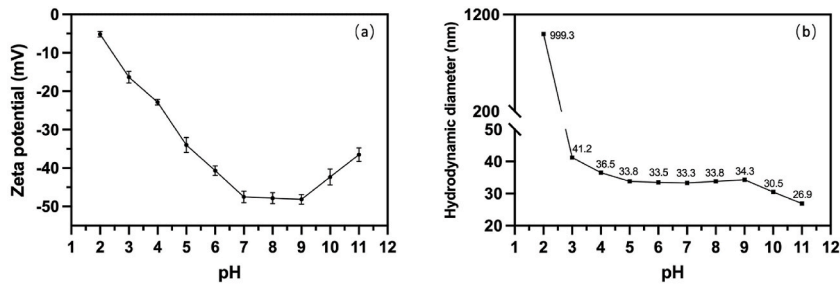 (a)
Zeta potential (mV)
0
-10
-20
-30
-40
-50
1 2 3 4 5 6 7 8 9 10 11 12
pH
(b)
Hydrodynamic diameter (nm)
1200
200
50
40
30
20
999.3
41.2
36.5
33.8
33.5
33.3
33.8
34.3
30.5
26.9
1 2 3 4 5 6 7 8 9 10 11 12
pH